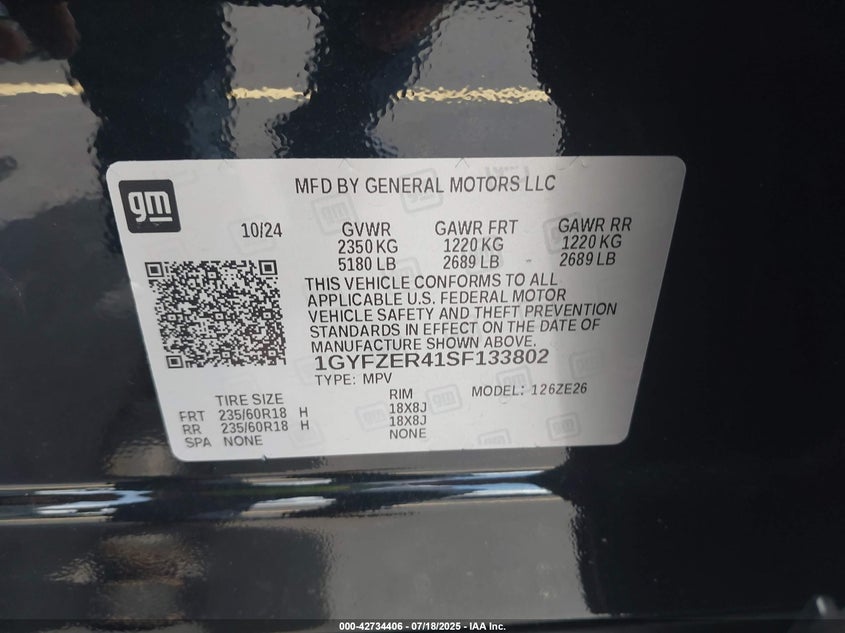 gm
MFD BY GENERAL MOTORS LLC
10/24 GVWR GAWR FRT GAWR RR
2350 KG 1220 KG 1220 KG
5180 LB 2689 LB 2689 LB
THIS VEHICLE CONFORMS TO ALL
APPLICABLE U.S. FEDERAL MOTOR
VEHICLE SAFETY AND THEFT PREVENTION
STANDARDS IN EFFECT ON THE DATE OF
MANUFACTURE SHOWN ABOVE.
1GYFZER41SF133802
TYPE: MPV MODEL: 126ZE26
TIRE SIZE RIM
FRT 235/60R18 H 18X8J
RR 235/60R18 H 18X8J
SPA NONE NONE
000-42734406 - 07/18/2025 - IAA Inc.